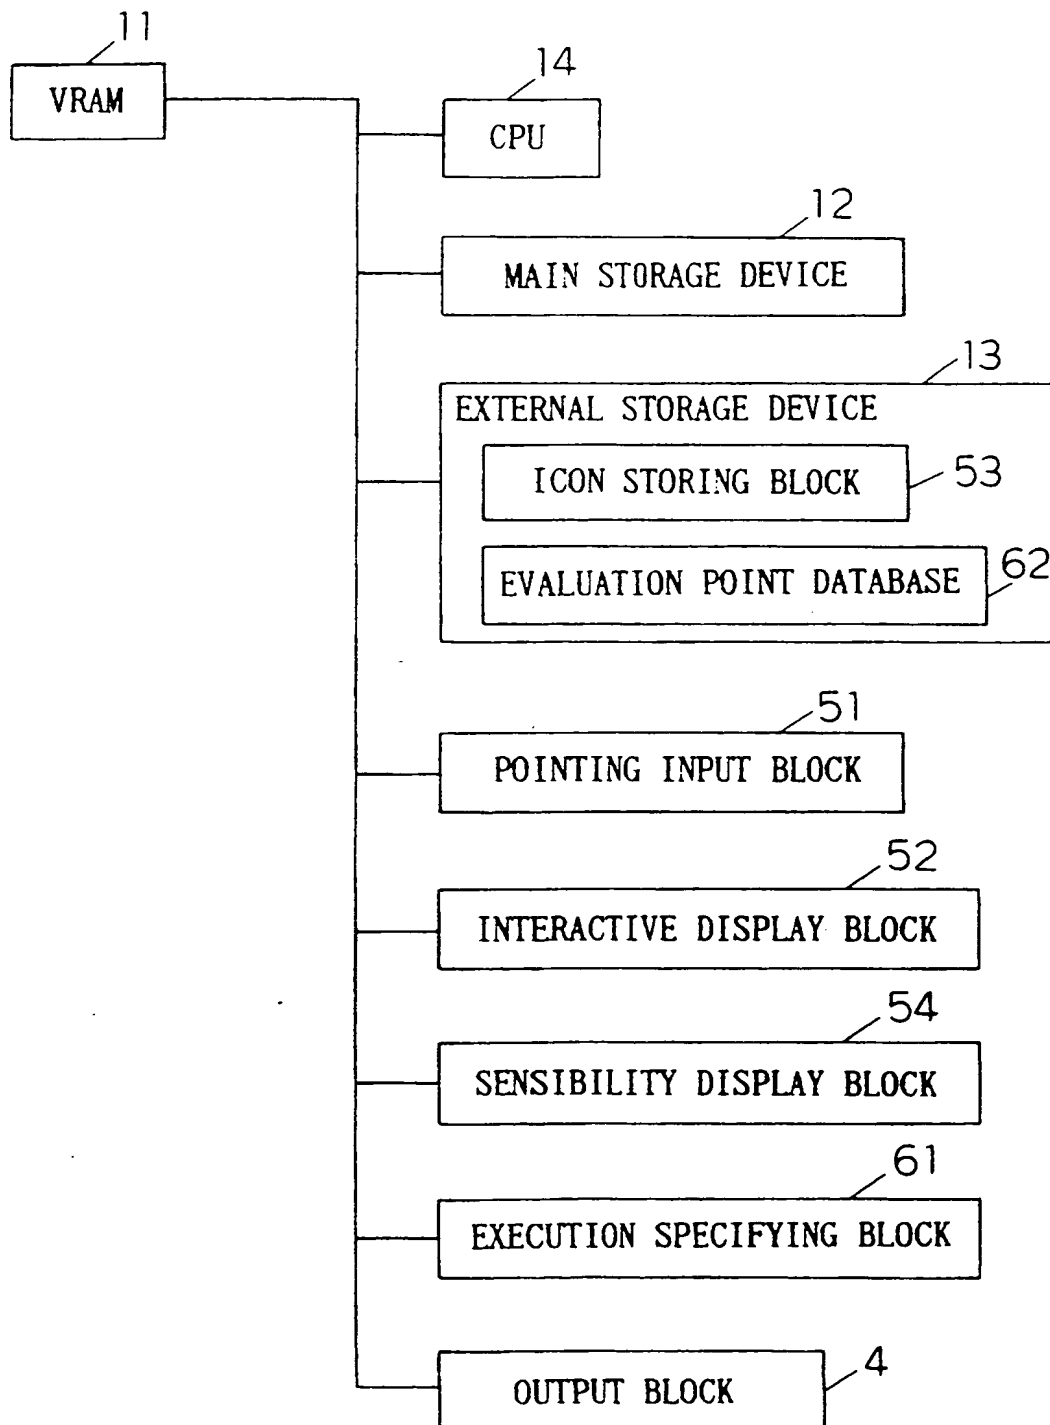 11
VRAM
14
CPU
12
MAIN STORAGE DEVICE
13
EXTERNAL STORAGE DEVICE
ICON STORING BLOCK
53
EVALUATION POINT DATABASE
62
51
POINTING INPUT BLOCK
52
INTERACTIVE DISPLAY BLOCK
54
SENSIBILITY DISPLAY BLOCK
61
EXECUTION SPECIFYING BLOCK
OUTPUT BLOCK
4